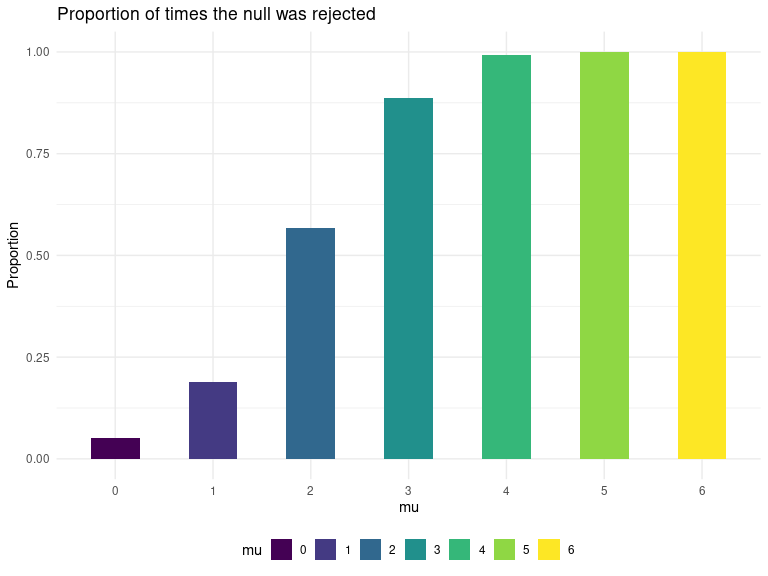 Proportion of times the null was rejected
1.00
0.75
0.50
0.25
0.00
Proportion
0 1 2 3 4 5 6
mu
mu 0 1 2 3 4 5 6